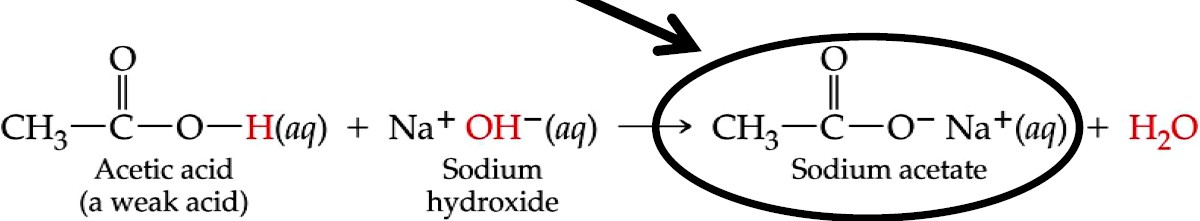 O O
CH₃—C—O—H(aq) + Na⁺ OH⁻(aq) → CH₃—C—O⁻ Na⁺(aq) + H₂O
Acetic acid Sodium Sodium acetate
(a weak acid) hydroxide